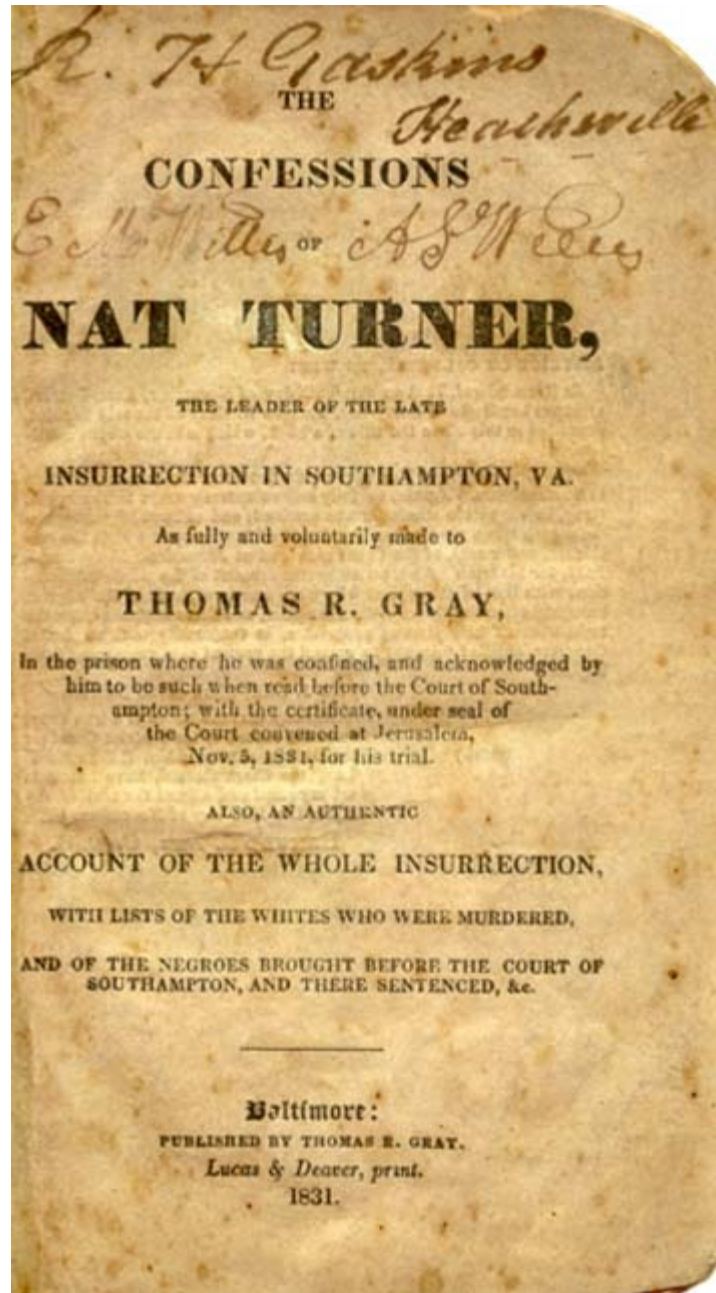 R. H Gaskins
THE
Heathsville
CONFESSIONS
OF
NAT TURNER,
THE LEADER OF THE LATE
INSURRECTION IN SOUTHAMPTON, VA.
As fully and voluntarily made to
THOMAS R. GRAY,
In the prison where he was confined, and acknowledged by
him to be such when read before the Court of South-
ampton; with the certificate, under seal of
the Court convened at Jerusalem,
Nov. 5, 1831, for his trial.
ALSO, AN AUTHENTIC
ACCOUNT OF THE WHOLE INSURRECTION,
WITH LISTS OF THE WHITES WHO WERE MURDERED,
AND OF THE NEGROES BROUGHT BEFORE THE COURT OF
SOUTHAMPTON, AND THERE SENTENCED, &c.
Baltimore:
PUBLISHED BY THOMAS R. GRAY.
Lucas & Deaver, print.
1831.